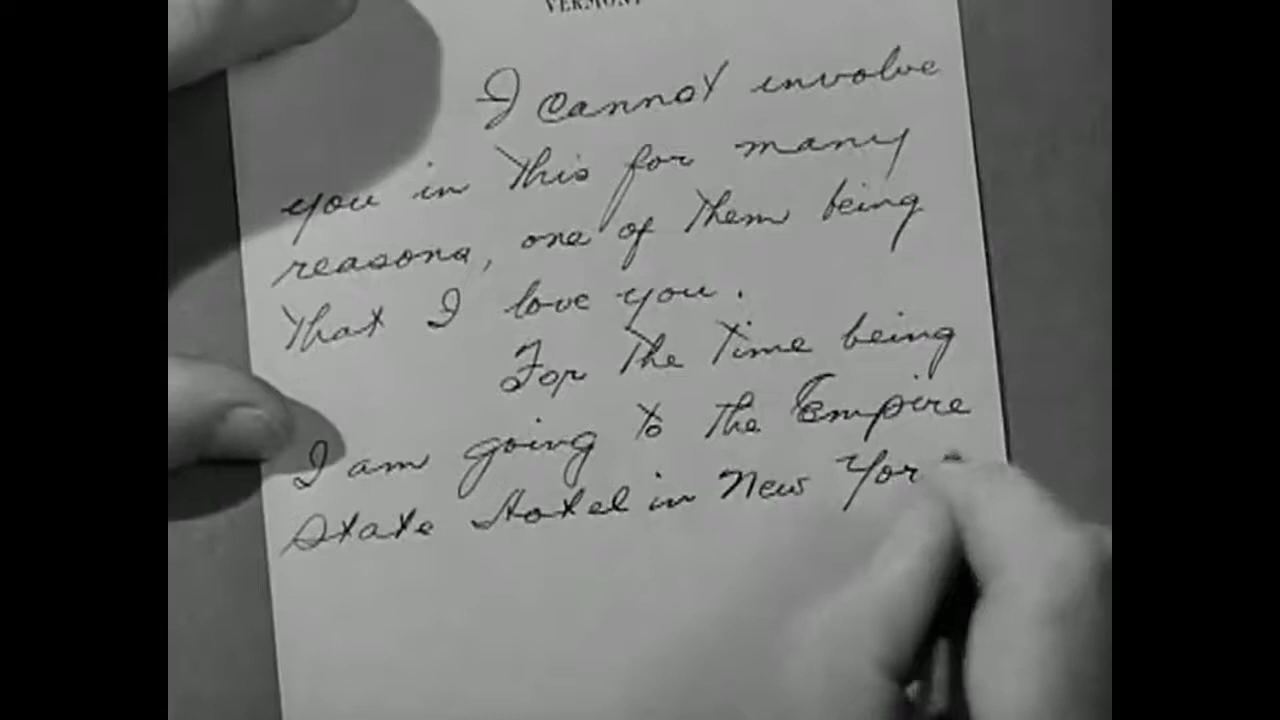 VERMONT
I cannot involve
you in this for many
reasons, one of them being
that I love you.
For the time being
I am going to the Empire
State Hotel in New Yor